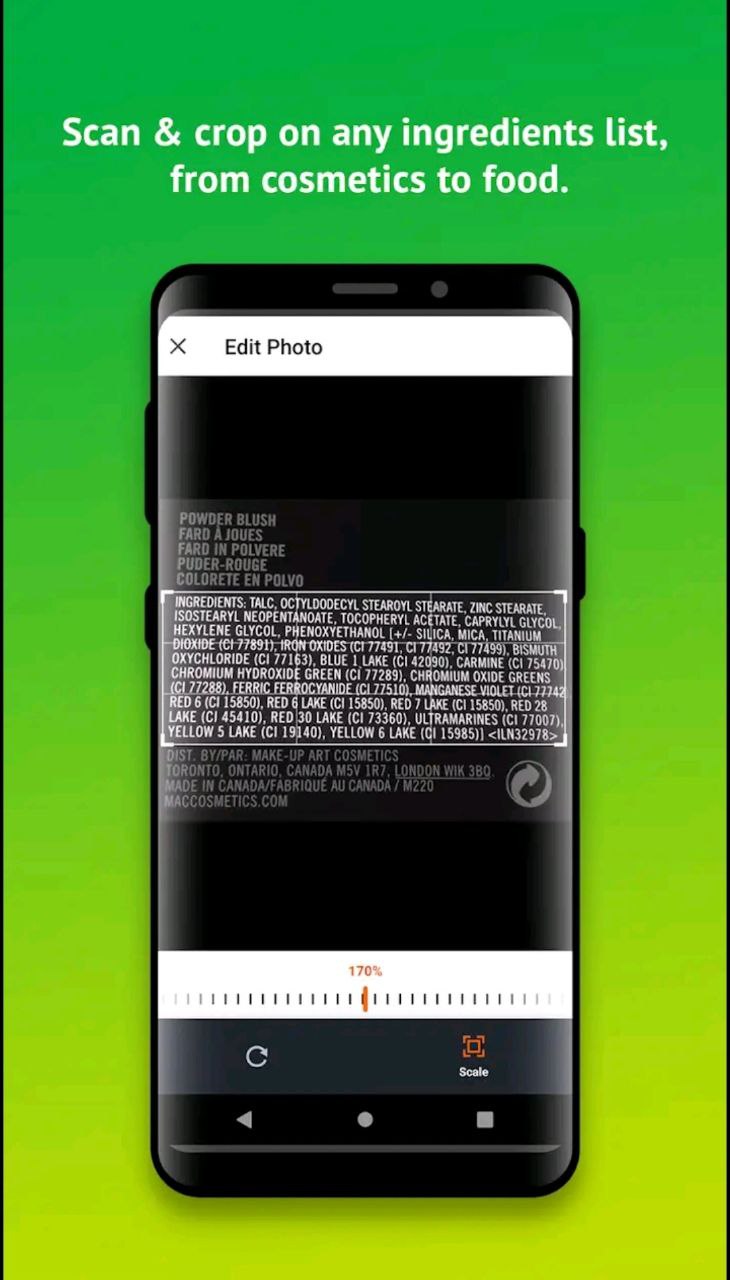 Scan & crop on any ingredients list,
from cosmetics to food.
Edit Photo
POWDER BLUSH
FARD À JOUES
FARD IN POLVERE
PUDER-ROUGE
COLORETE EN POLVO
INGREDIENTS: TALC, OCTYLDODECYL STEAROYL STEARATE, ZINC STEARATE,
ISOSTEARYL NEOPENTANOATE, TOCOPHERYL ACETATE, CAPRYLYL GLYCOL,
HEXYLENE GLYCOL, PHENOXYETHANOL [+/- SILICA, MICA, TITANIUM
DIOXIDE (CI 77891), IRON OXIDES (CI 77491, CI 77492, CI 77499), BISMUTH
OXYCHLORIDE (CI 77163), BLUE 1 LAKE (CI 42090), CARMINE (CI 75470)
CHROMIUM HYDROXIDE GREEN (CI 77289), CHROMIUM OXIDE GREENS
(CI 77288), FERRIC FERROCYANIDE (CI 77510), MANGANESE VIOLET (CI 77742
RED 6 (CI 15850), RED 6 LAKE (CI 15850), RED 7 LAKE (CI 15850), RED 28
LAKE (CI 45410), RED 30 LAKE (CI 73360), ULTRAMARINES (CI 77007),
YELLOW 5 LAKE (CI 19140), YELLOW 6 LAKE (CI 15985)] <ILN32978>
DIST. BY/PAR: MAKE-UP ART COSMETICS
TORONTO, ONTARIO, CANADA M5V 1R7, LONDON W1K 3BQ.
MADE IN CANADA/FABRIQUÉ AU CANADA / M220
MACCOSMETICS.COM
170%
Scale